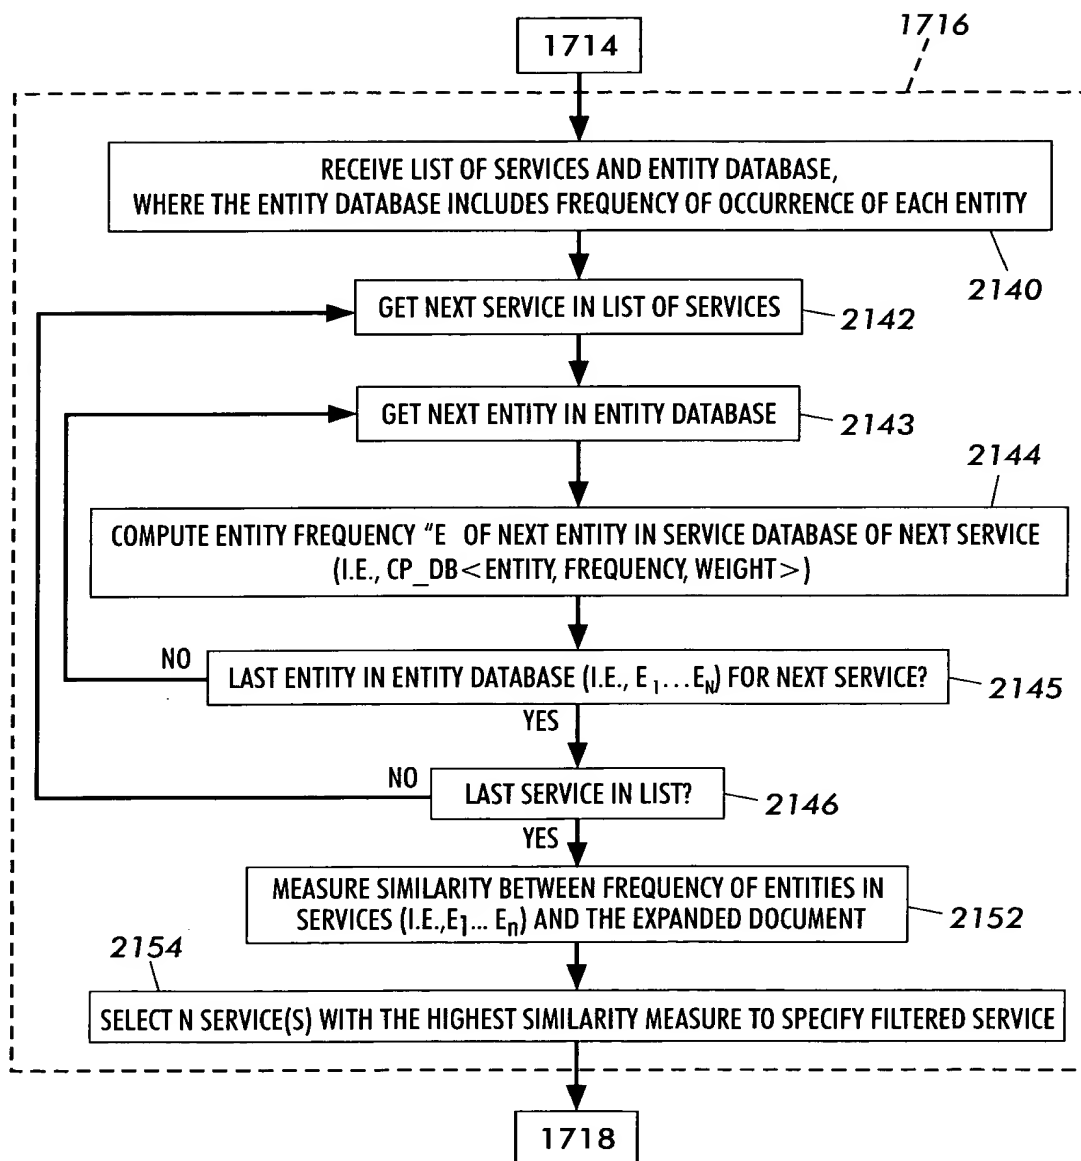 1716
1714
RECEIVE LIST OF SERVICES AND ENTITY DATABASE,
WHERE THE ENTITY DATABASE INCLUDES FREQUENCY OF OCCURRENCE OF EACH ENTITY
2140
GET NEXT SERVICE IN LIST OF SERVICES
2142
GET NEXT ENTITY IN ENTITY DATABASE
2143
2144
COMPUTE ENTITY FREQUENCY "E OF NEXT ENTITY IN SERVICE DATABASE OF NEXT SERVICE
(I.E., CP_DB<ENTITY, FREQUENCY, WEIGHT>)
NO
LAST ENTITY IN ENTITY DATABASE (I.E., E1...EN) FOR NEXT SERVICE?
2145
YES
NO
LAST SERVICE IN LIST?
2146
YES
MEASURE SIMILARITY BETWEEN FREQUENCY OF ENTITIES IN
SERVICES (I.E.,E1... En) AND THE EXPANDED DOCUMENT
2152
2154
SELECT N SERVICE(S) WITH THE HIGHEST SIMILARITY MEASURE TO SPECIFY FILTERED SERVICE
1718